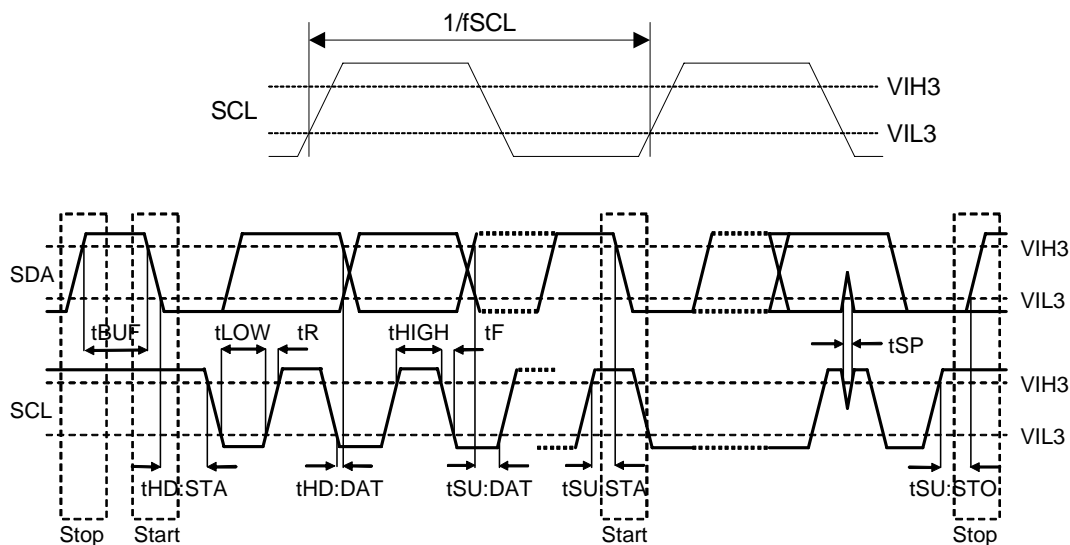 1/fSCL
VIH3
SCL
VIL3
VIH3
SDA
VIL3
tBUF tLOW tR tHIGH tF
tSP
VIH3
SCL
VIL3
tHD:STA tHD:DAT tSU:DAT tSU:STA tSU:STO
Stop Start Start Stop